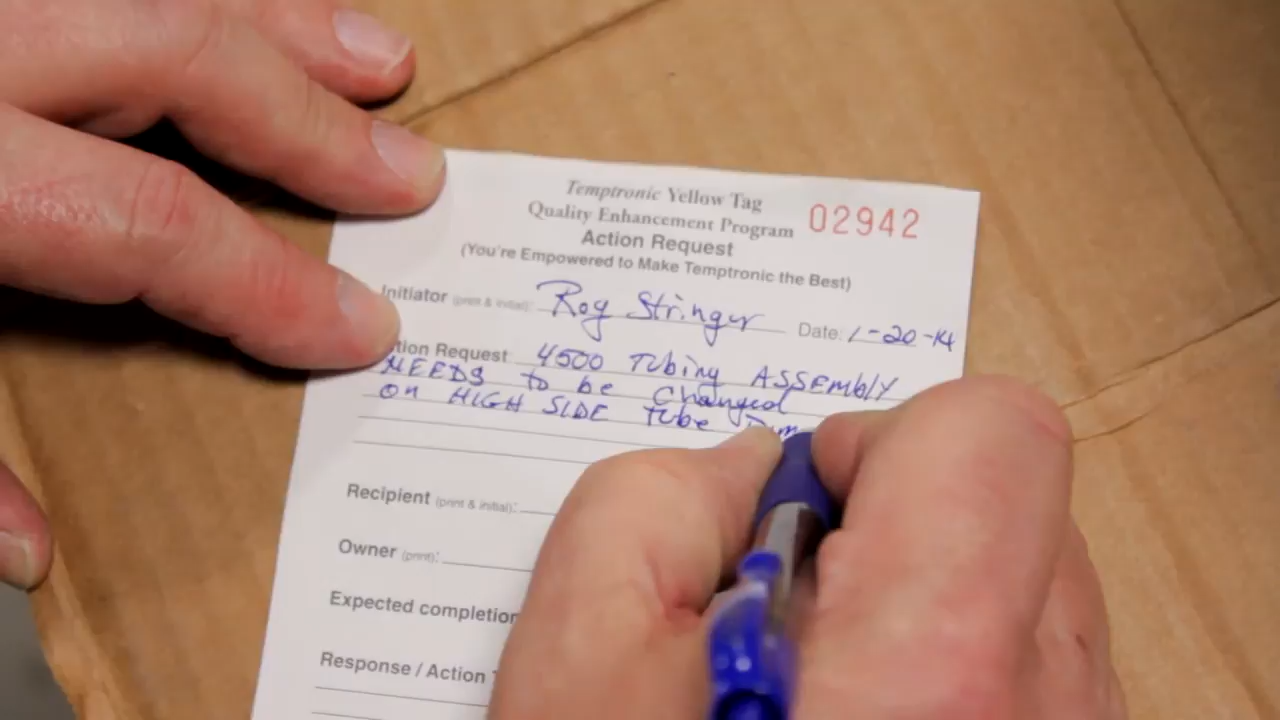 Temptronic Yellow Tag
Quality Enhancement Program 02942
Action Request
(You're Empowered to Make Temptronic the Best)
Initiator (print & initial): Roy Stringer Date: 1-20-14
tion Request 4500 Tubing ASSEMBLY
NEEDS to be Changed
on HIGH SIDE tube
Recipient (print & initial):
Owner (print):
Expected completion
Response / Action